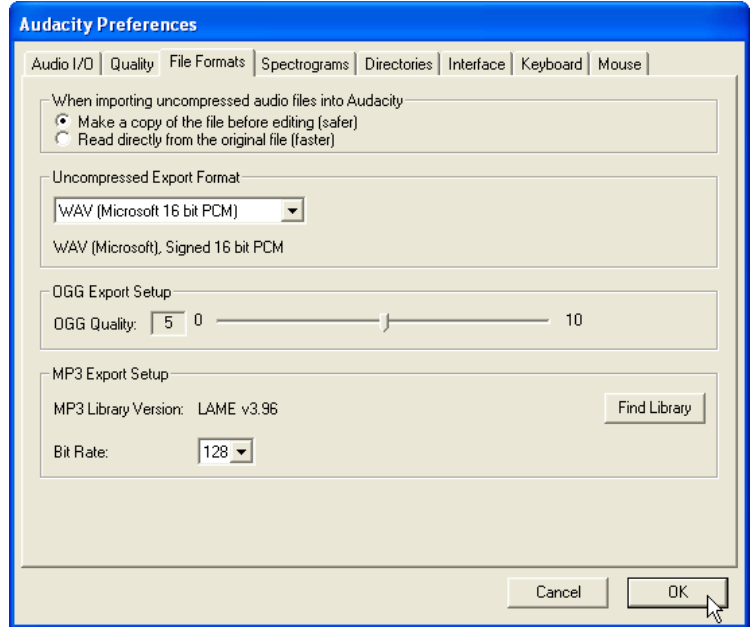 Audacity Preferences
Audio I/O Quality File Formats Spectrograms Directories Interface Keyboard Mouse
When importing uncompressed audio files into Audacity
Make a copy of the file before editing (safer)
Read directly from the original file (faster)
Uncompressed Export Format
WAV (Microsoft 16 bit PCM)
WAV (Microsoft), Signed 16 bit PCM
OGG Export Setup
OGG Quality: 5 0 10
MP3 Export Setup
MP3 Library Version: LAME v3.96 Find Library
Bit Rate: 128
Cancel OK